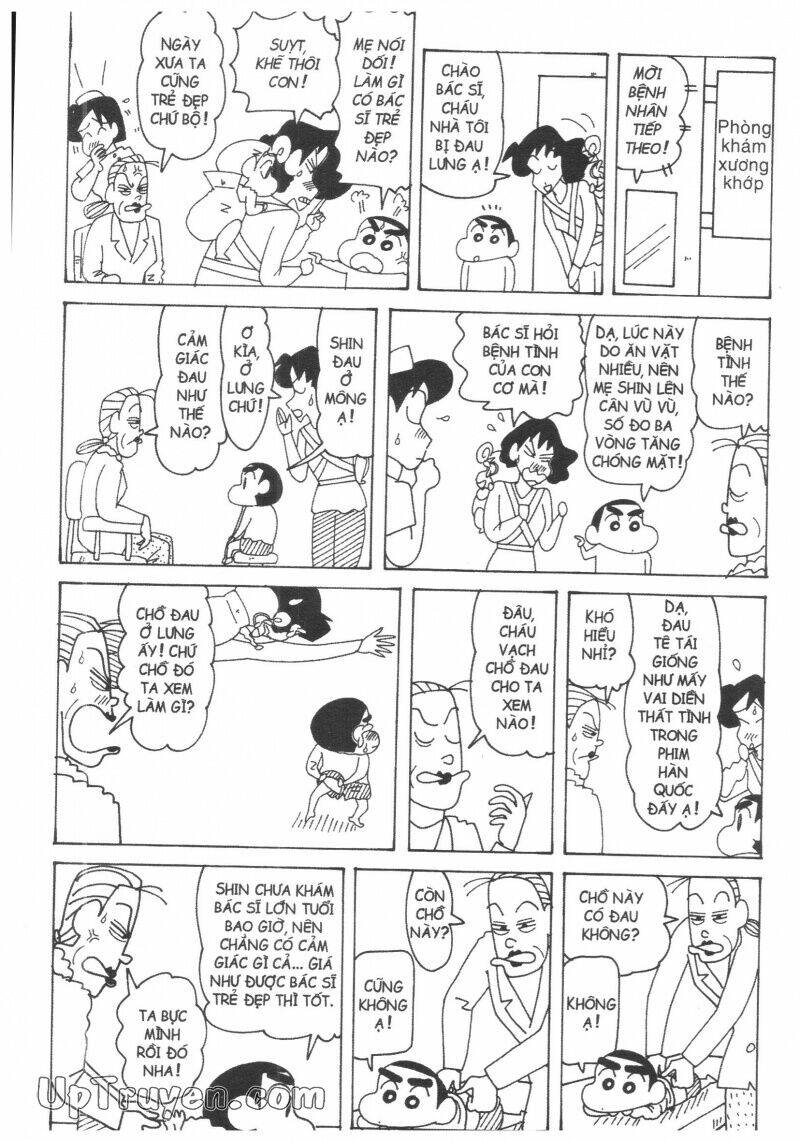 Phòng
khám
xương
khớp
MỜI
BỆNH
NHÂN
TIẾP
THEO!
CHÀO
BÁC SĨ,
CHÁU
NHÀ TÔI
BỊ ĐAU
LƯNG Ạ!
MẸ NÓI
DỐI!
LÀM GÌ
CÓ BÁC
SĨ TRẺ
ĐẸP
NÀO?
SUỴT,
KHẼ THÔI
CON!
NGÀY
XƯA TA
CŨNG
TRẺ ĐẸP
CHỨ BỘ!
BỆNH
TÌNH
THẾ
NÀO?
DẠ, LÚC NÀY
DO ĂN VẶT
NHIỀU, NÊN
MẸ SHIN LÊN
CÂN VÙ VÙ,
SỐ ĐO BA
VÒNG TĂNG
CHÓNG MẶT!
BÁC SĨ HỎI
BỆNH TÌNH
CỦA CON
CƠ MÀ!
SHIN
ĐAU
Ở
MÔNG
Ạ!
Ơ
KÌA,
Ở
LƯNG
CHỨ!
CẢM
GIÁC
ĐAU
NHƯ
THẾ
NÀO?
DẠ,
ĐAU
TÊ TÁI
GIỐNG
NHƯ MẤY
VAI DIỄN
THẤT TÌNH
TRONG
PHIM
HÀN
QUỐC
ĐẤY Ạ!
KHÓ
HIỂU
NHỈ?
ĐÂU,
CHÁU
VẠCH
CHỖ ĐAU
CHO TA
XEM
NÀO!
CHỖ ĐAU
Ở LƯNG
ẤY! CHỨ
CHỖ ĐÓ
TA XEM
LÀM GÌ?
CHỖ NÀY
CÓ ĐAU
KHÔNG?
KHÔNG
Ạ!
CÒN
CHỖ
NÀY?
CŨNG
KHÔNG
Ạ!
SHIN CHƯA KHÁM
BÁC SĨ LỚN TUỔI
BAO GIỜ, NÊN
CHẲNG CÓ CẢM
GIÁC GÌ CẢ... GIÁ
NHƯ ĐƯỢC BÁC SĨ
TRẺ ĐẸP THÌ TỐT.
TA BỰC
MÌNH
RỒI ĐÓ
NHA!
UpTruyen.com